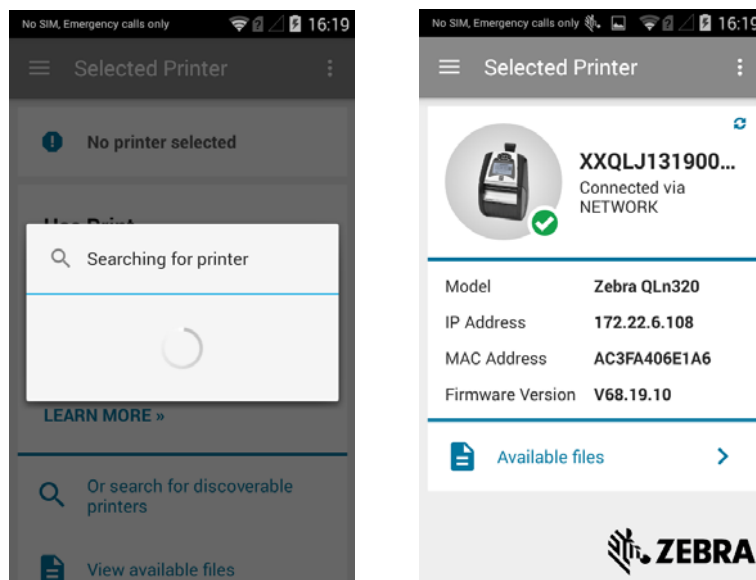 No SIM, Emergency calls only 16:19
Selected Printer
No printer selected
Searching for printer
LEARN MORE »
Or search for discoverable
printers
View available files
No SIM, Emergency calls only 16:19
Selected Printer
XXQLJ131900...
Connected via
NETWORK
Model Zebra QLn320
IP Address 172.22.6.108
MAC Address AC3FA406E1A6
Firmware Version V68.19.10
Available files
ZEBRA